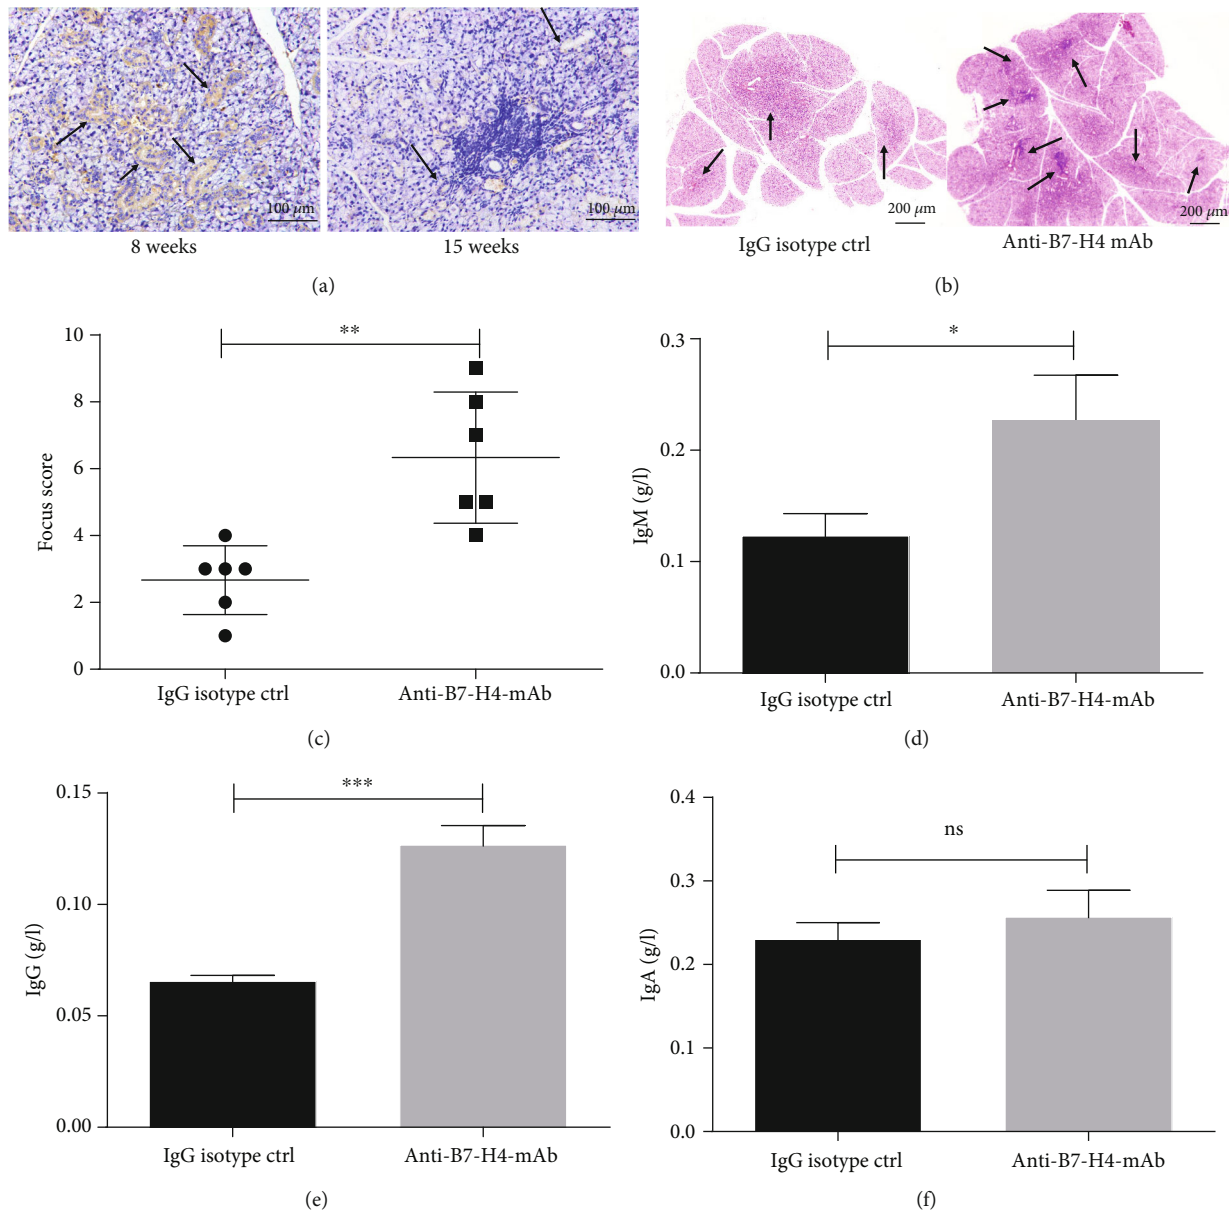 100 μm
100 μm
8 weeks
15 weeks
(a)
200 μm
200 μm
IgG isotype ctrl
Anti-B7-H4 mAb
(b)
**
10
8
6
4
2
0
Focus score
IgG isotype ctrl
Anti-B7-H4-mAb
(c)
*
0.3
0.2
0.1
0.0
IgM (g/l)
IgG isotype ctrl
Anti-B7-H4-mAb
(d)
***
0.15
0.10
0.05
0.00
IgG (g/l)
IgG isotype ctrl
Anti-B7-H4-mAb
(e)
ns
0.4
0.3
0.2
0.1
0.0
IgA (g/l)
IgG isotype ctrl
Anti-B7-H4-mAb
(f)